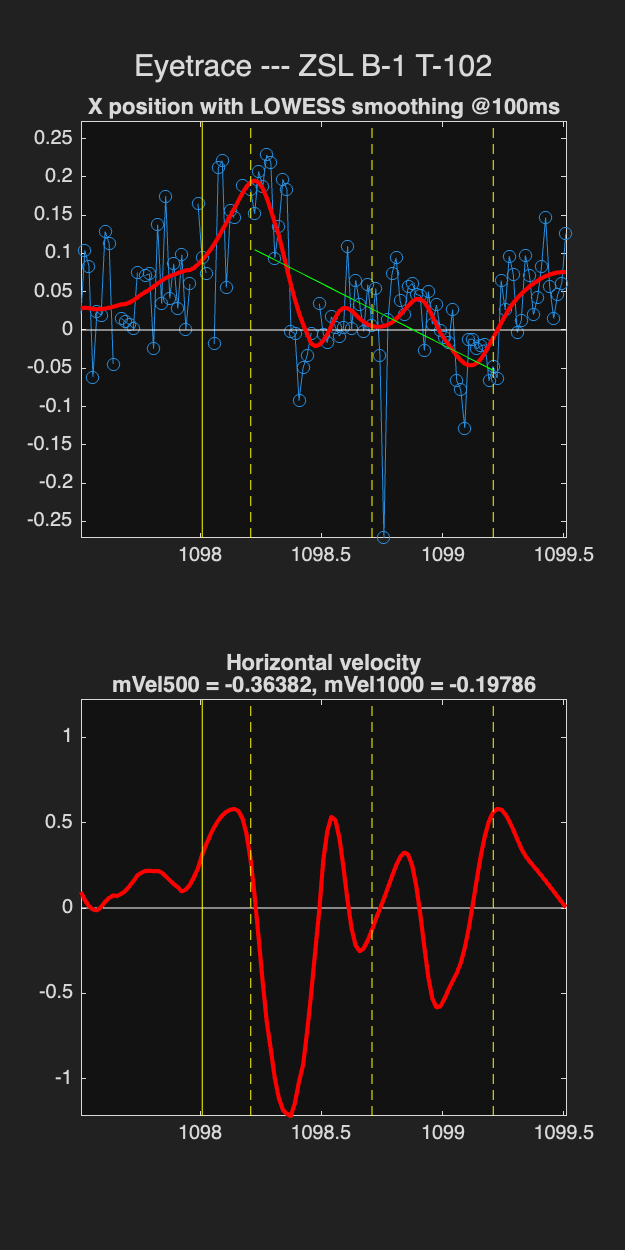 Eyetrace --- ZSL B-1 T-102
X position with LOWESS smoothing @100ms
0.25
0.2
0.15
0.1
0.05
0
-0.05
-0.1
-0.15
-0.2
-0.25
1098 1098.5 1099 1099.5
Horizontal velocity
mVel500 = -0.36382, mVel1000 = -0.19786
1
0.5
0
-0.5
-1
1098 1098.5 1099 1099.5